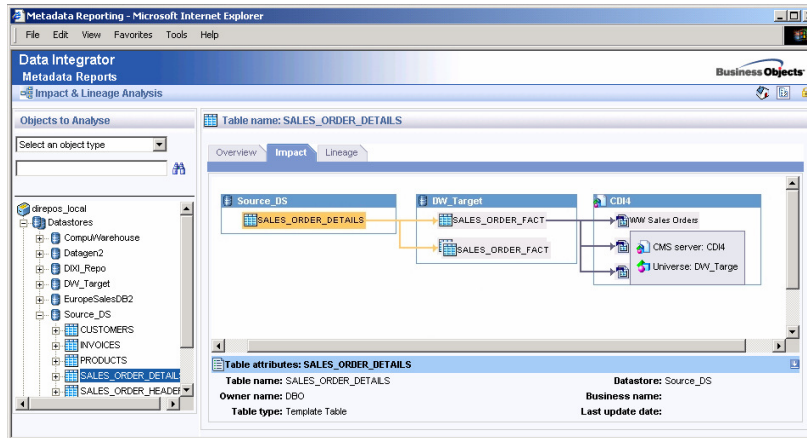 Metadata Reporting - Microsoft Internet Explorer
File Edit View Favorites Tools Help
Data Integrator
Metadata Reports
Business Objects
Impact & Lineage Analysis
Objects to Analyse
Table name: SALES_ORDER_DETAILS
Select an object type
Overview Impact Lineage
Source_DS DW_Target CDI4
SALES_ORDER_DETAILS SALES_ORDER_FACT WW Sales Orders
SALES_ORDER_FACT CMS server: CDI4
Universe: DW_Targe
direpos_local
Datastores
CompuWarehouse
Datagen2
DIXI_Repo
DW_Target
EuropeSalesDB2
Source_DS
CUSTOMERS
INVOICES
PRODUCTS
SALES_ORDER_DETAIL
SALES_ORDER_HEADER
Table attributes: SALES_ORDER_DETAILS
Table name: SALES_ORDER_DETAILS Datastore: Source_DS
Owner name: DBO Business name:
Table type: Template Table Last update date: